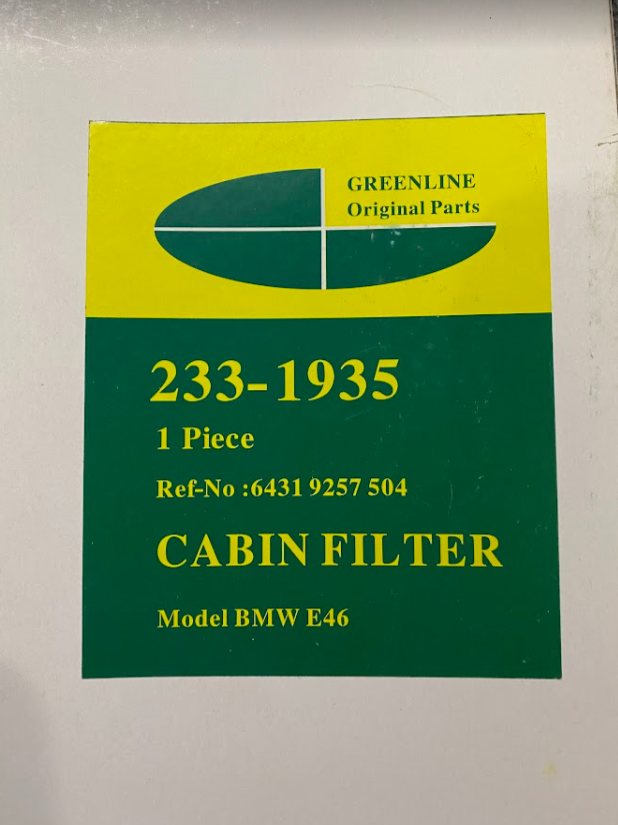 GREENLINE
Original Parts
233-1935
1 Piece
Ref-No :6431 9257 504
CABIN FILTER
Model BMW E46